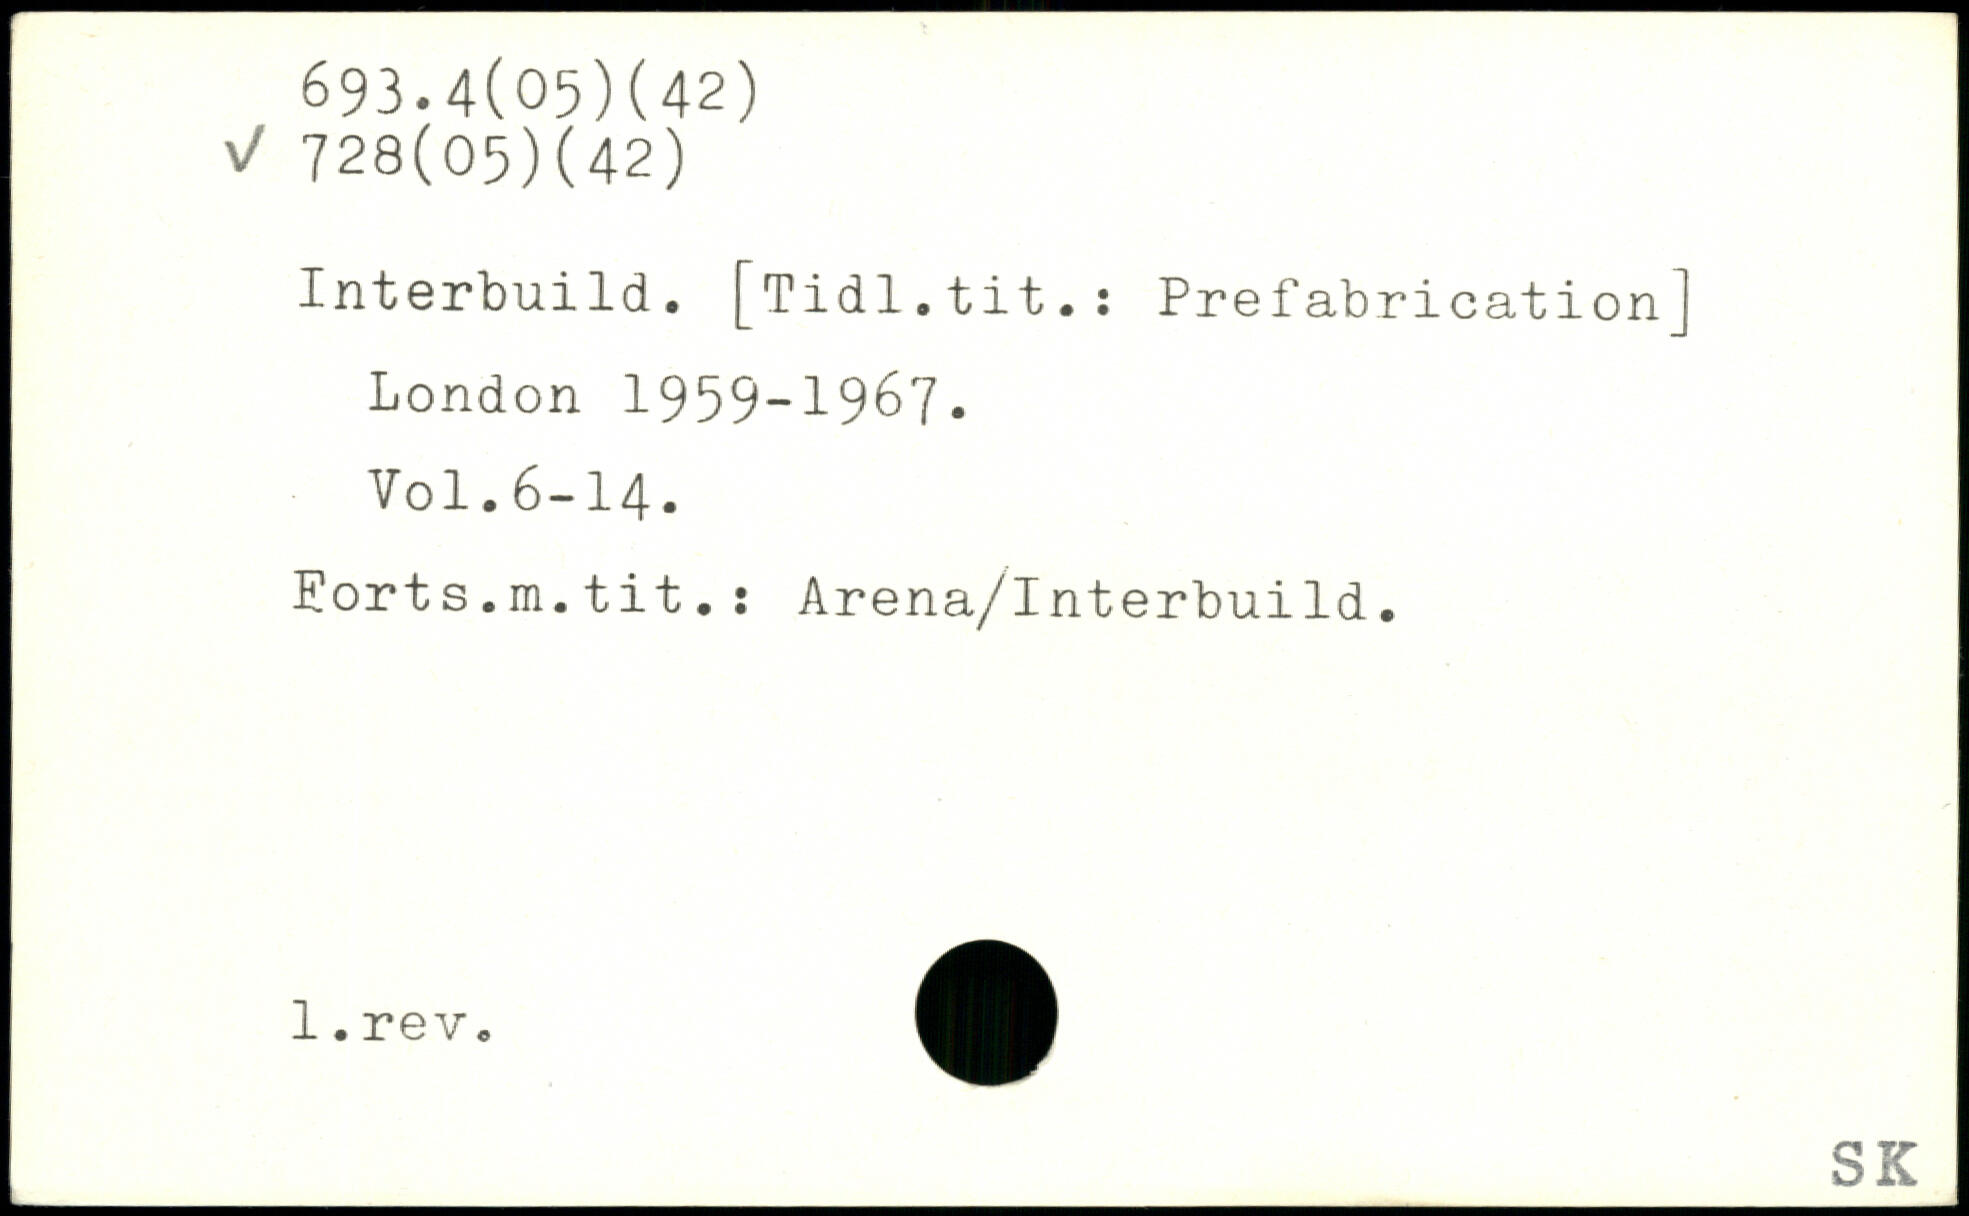 693.4(05)(42)
√ 728(05)(42)
Interbuild. [Tidl.tit.: Prefabrication]
London 1959-1967.
Vol.6-14.
Forts.m.tit.: Arena/Interbuild.
1.rev.
SK